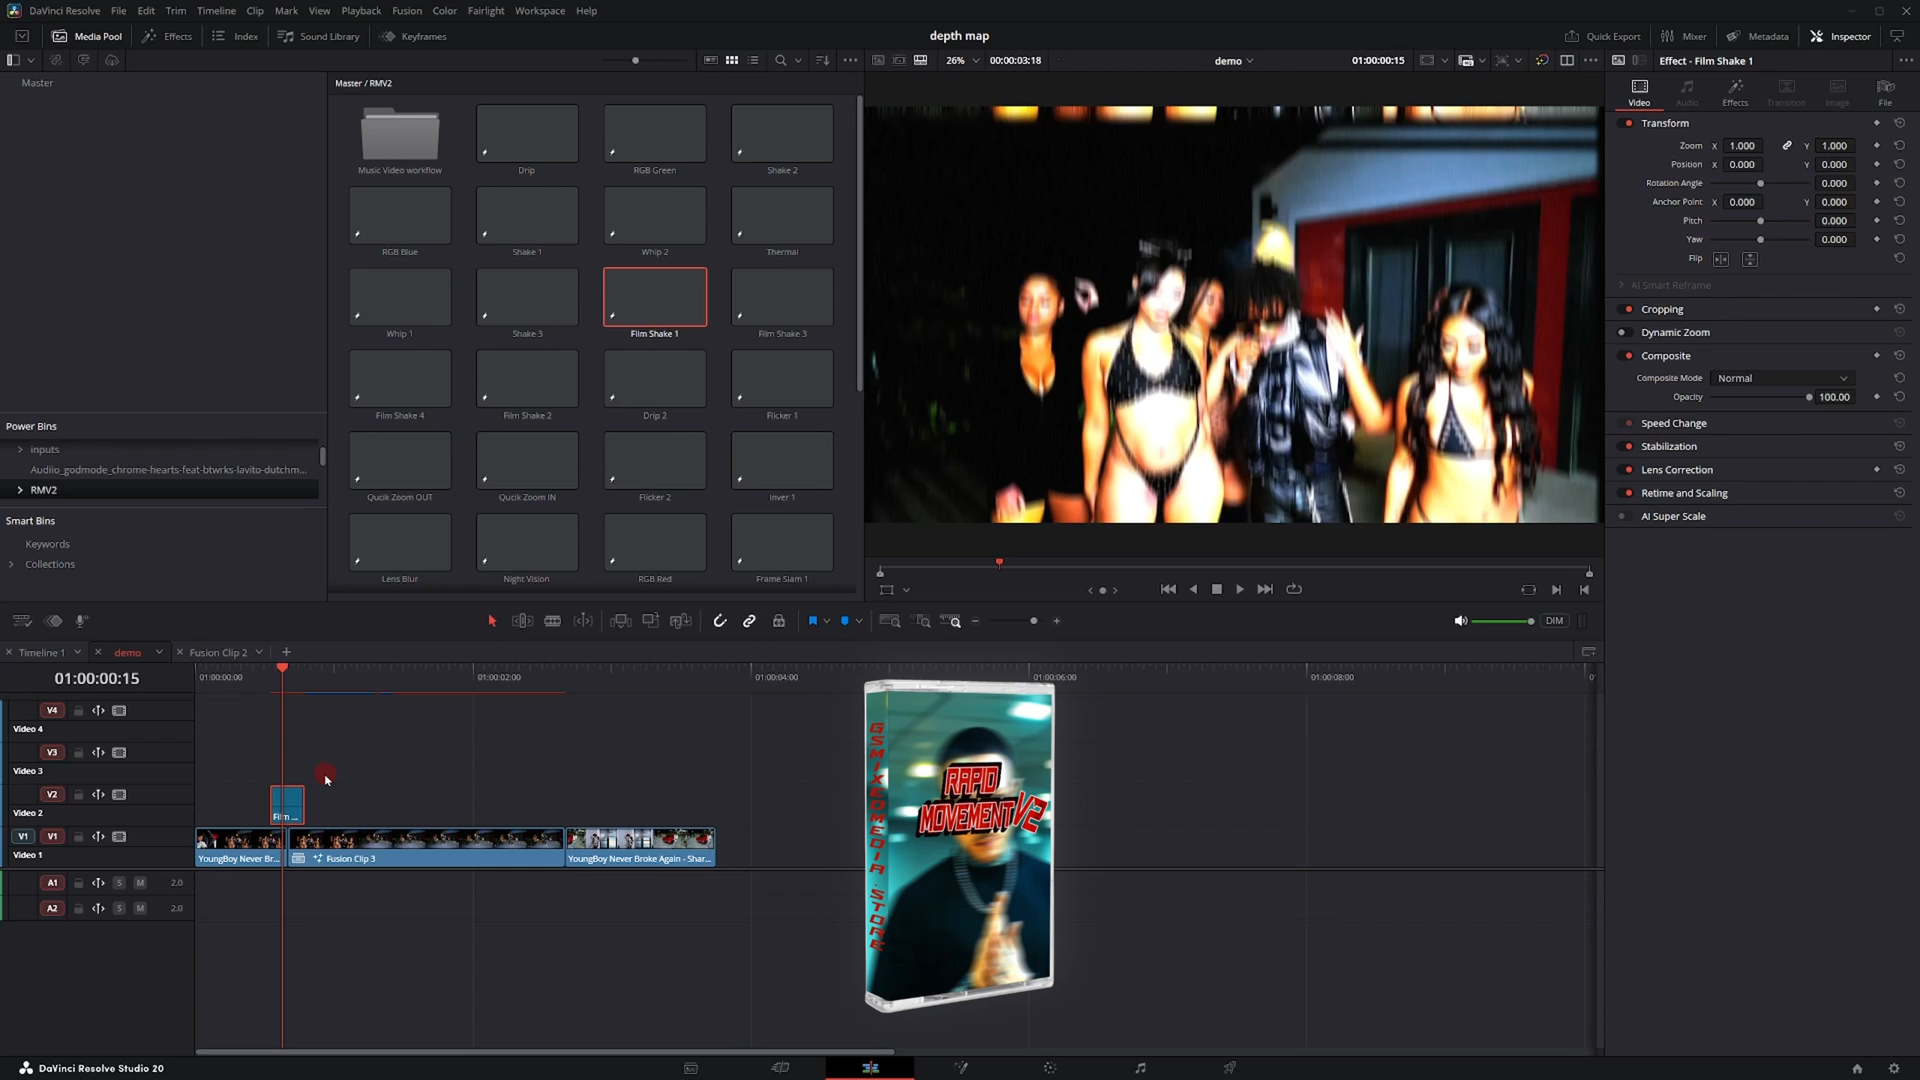 DaVinci Resolve File Edit Trim Timeline Clip Mark View Playback Fusion Color Fairlight Workspace Help
Media Pool Effects Index Sound Library Keyframes
depth map
Quick Export Mixer Metadata Inspector
26% 00:00:03:18 demo 01:00:00:15
Effect - Film Shake 1
Master
Master / RMV2
Music Video workflow Drip RGB Green Shake 2
RGB Blue Shake 1 Whip 2 Thermal
Whip 1 Shake 3 Film Shake 1 Film Shake 3
Film Shake 4 Film Shake 2 Drip 2 Flicker 1
Qucik Zoom OUT Qucik Zoom IN Flicker 2 Inver 1
Lens Blur Night Vision RGB Red Frame Slam 1
Power Bins
inputs
Audiio_godmode_chrome-hearts-feat-btwrks-lavito-dutchm...
RMV2
Smart Bins
Keywords
Collections
Video Audio Effects Transition Image File
Transform
Zoom X 1.000 Y 1.000
Position X 0.000 Y 0.000
Rotation Angle 0.000
Anchor Point X 0.000 Y 0.000
Pitch 0.000
Yaw 0.000
Flip
AI Smart Reframe
Cropping
Dynamic Zoom
Composite
Composite Mode Normal
Opacity 100.00
Speed Change
Stabilization
Lens Correction
Retime and Scaling
AI Super Scale
DIM
Timeline 1 demo Fusion Clip 2
01:00:00:15
01:00:00:00 01:00:02:00 01:00:04:00 01:00:06:00 01:00:08:00
V4
Video 4
V3
Video 3
V2
Video 2
Film ...
V1 V1
Video 1
YoungBoy Never Br... Fusion Clip 3 YoungBoy Never Broke Again - Shar...
A1 S M 2.0
A2 S M 2.0
GSMIXEDMEDIA.STORE
RAPID
MOVEMENT V2
DaVinci Resolve Studio 20